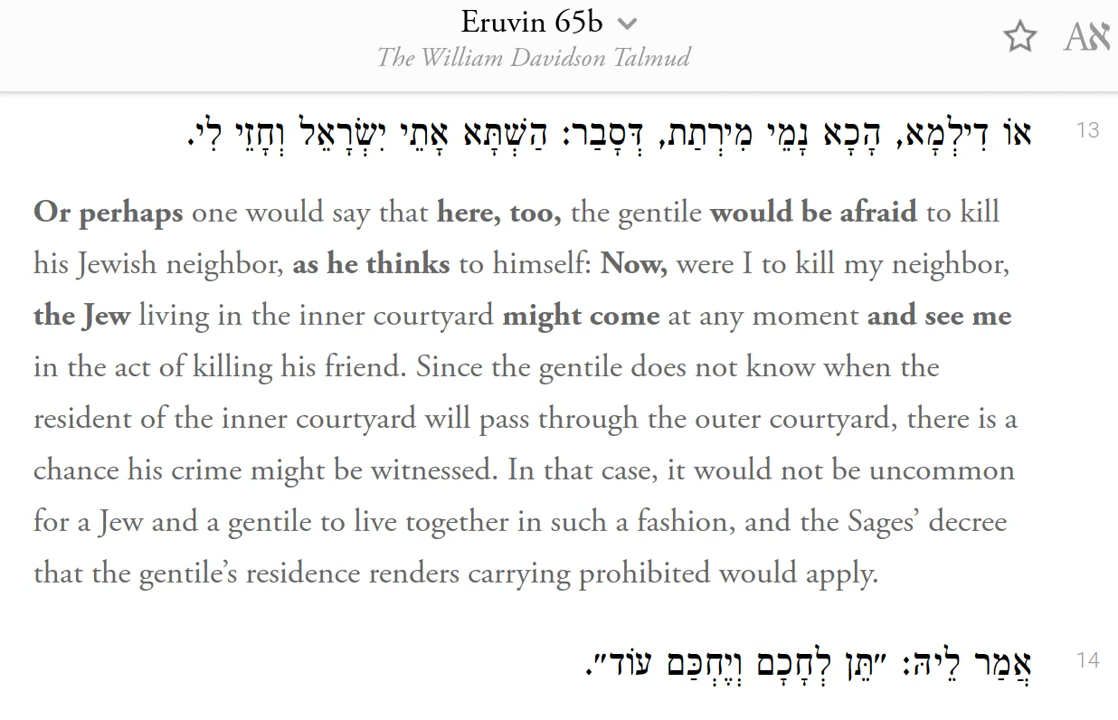 Eruvin 65b
The William Davidson Talmud
Aא
13
אוֹ דִילְמָא, הָכָא נָמֵי מִירְתַת, דְּסָבַר: הַשְׁתָּא אָתֵי יִשְׂרָאֵל וְחָזֵי לִי.
Or perhaps one would say that here, too, the gentile would be afraid to kill
his Jewish neighbor, as he thinks to himself: Now, were I to kill my neighbor,
the Jew living in the inner courtyard might come at any moment and see me
in the act of killing his friend. Since the gentile does not know when the
resident of the inner courtyard will pass through the outer courtyard, there is a
chance his crime might be witnessed. In that case, it would not be uncommon
for a Jew and a gentile to live together in such a fashion, and the Sages’ decree
that the gentile’s residence renders carrying prohibited would apply.
14
אֲמַר לֵיהּ: ״תֵּן לְחָכָם וְיֶחְכַּם עוֹד״.